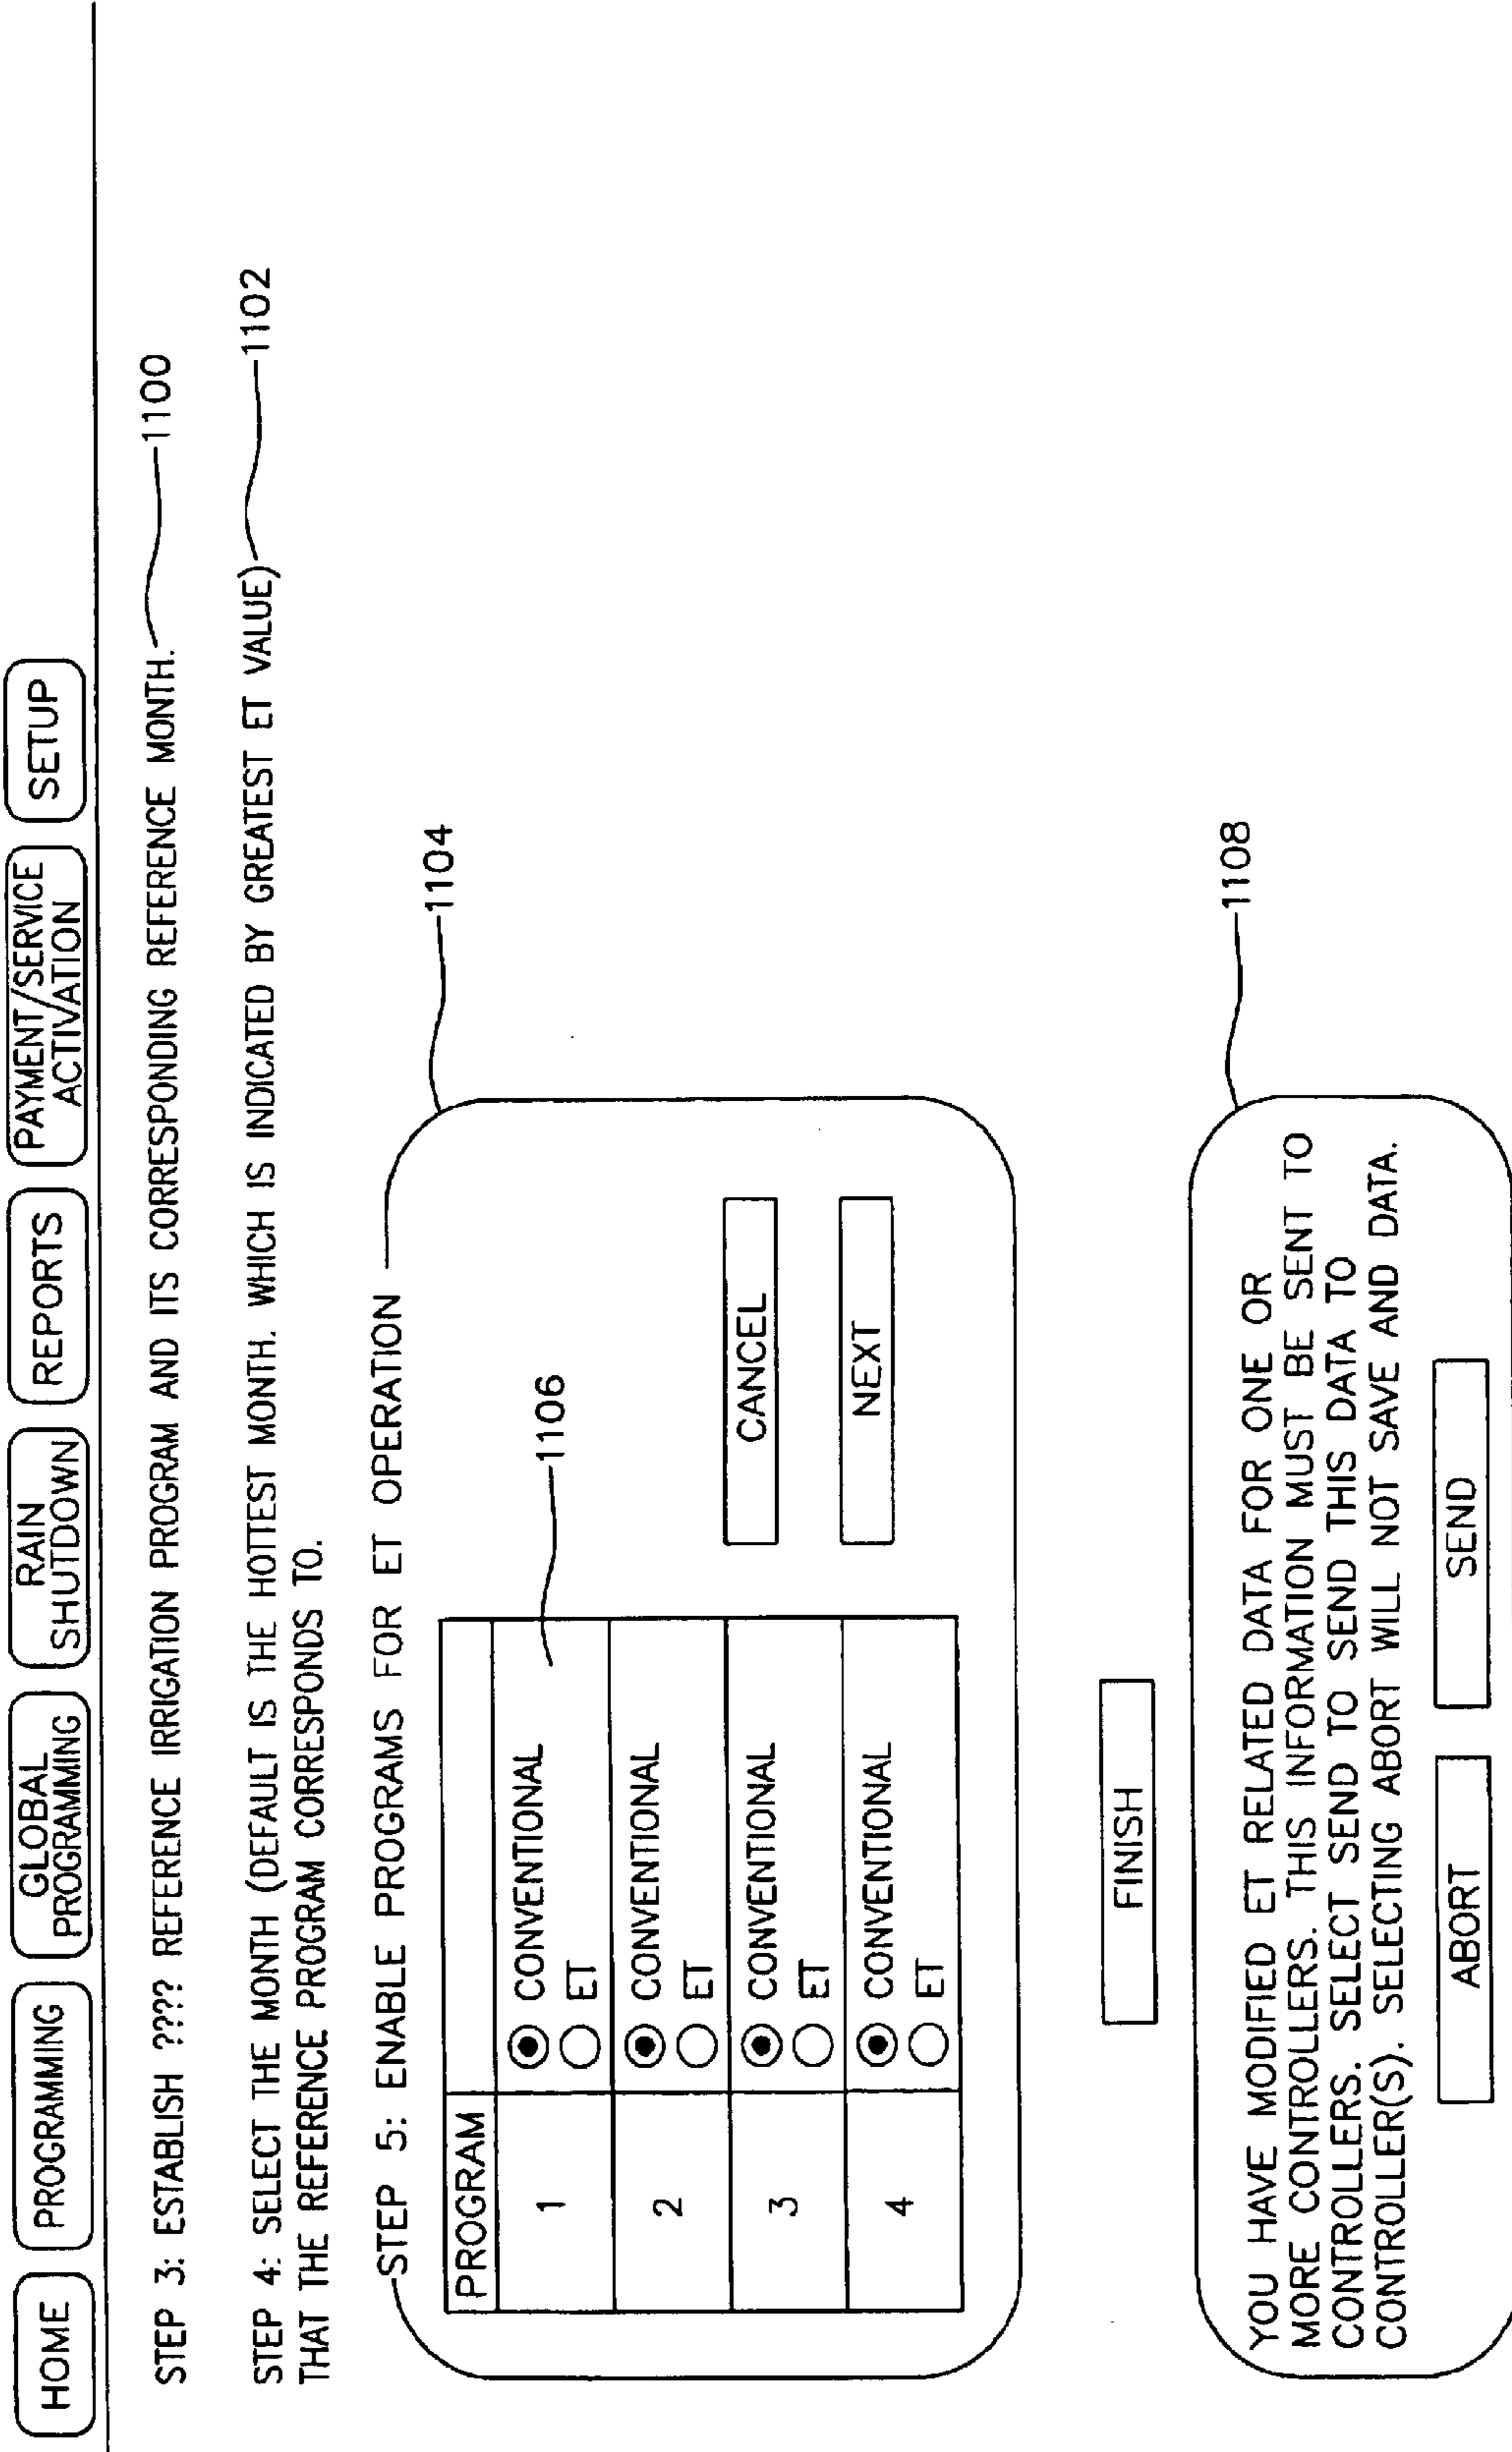 HOME
PROGRAMMING
GLOBAL
PROGRAMMING
RAIN
SHUTDOWN
REPORTS
PAYMENT/SERVICE
ACTIVATION
SETUP
STEP 3: ESTABLISH ???? REFERENCE IRRIGATION PROGRAM AND ITS CORRESPONDING REFERENCE MONTH. 1100
STEP 4: SELECT THE MONTH (DEFAULT IS THE HOTTEST MONTH. WHICH IS INDICATED BY GREATEST ET VALUE) 1102
THAT THE REFERENCE PROGRAM CORRESPONDS TO.
STEP 5: ENABLE PROGRAMS FOR ET OPERATION
1104
PROGRAM
1106
1
CONVENTIONAL
ET
2
CONVENTIONAL
ET
3
CONVENTIONAL
ET
4
CONVENTIONAL
ET
CANCEL
NEXT
FINISH
1108
YOU HAVE MODIFIED ET RELATED DATA FOR ONE OR
MORE CONTROLLERS. THIS INFORMATION MUST BE SENT TO
CONTROLLERS. SELECT SEND TO SEND THIS DATA TO
CONTROLLER(S). SELECTING ABORT WILL NOT SAVE AND DATA.
ABORT
SEND